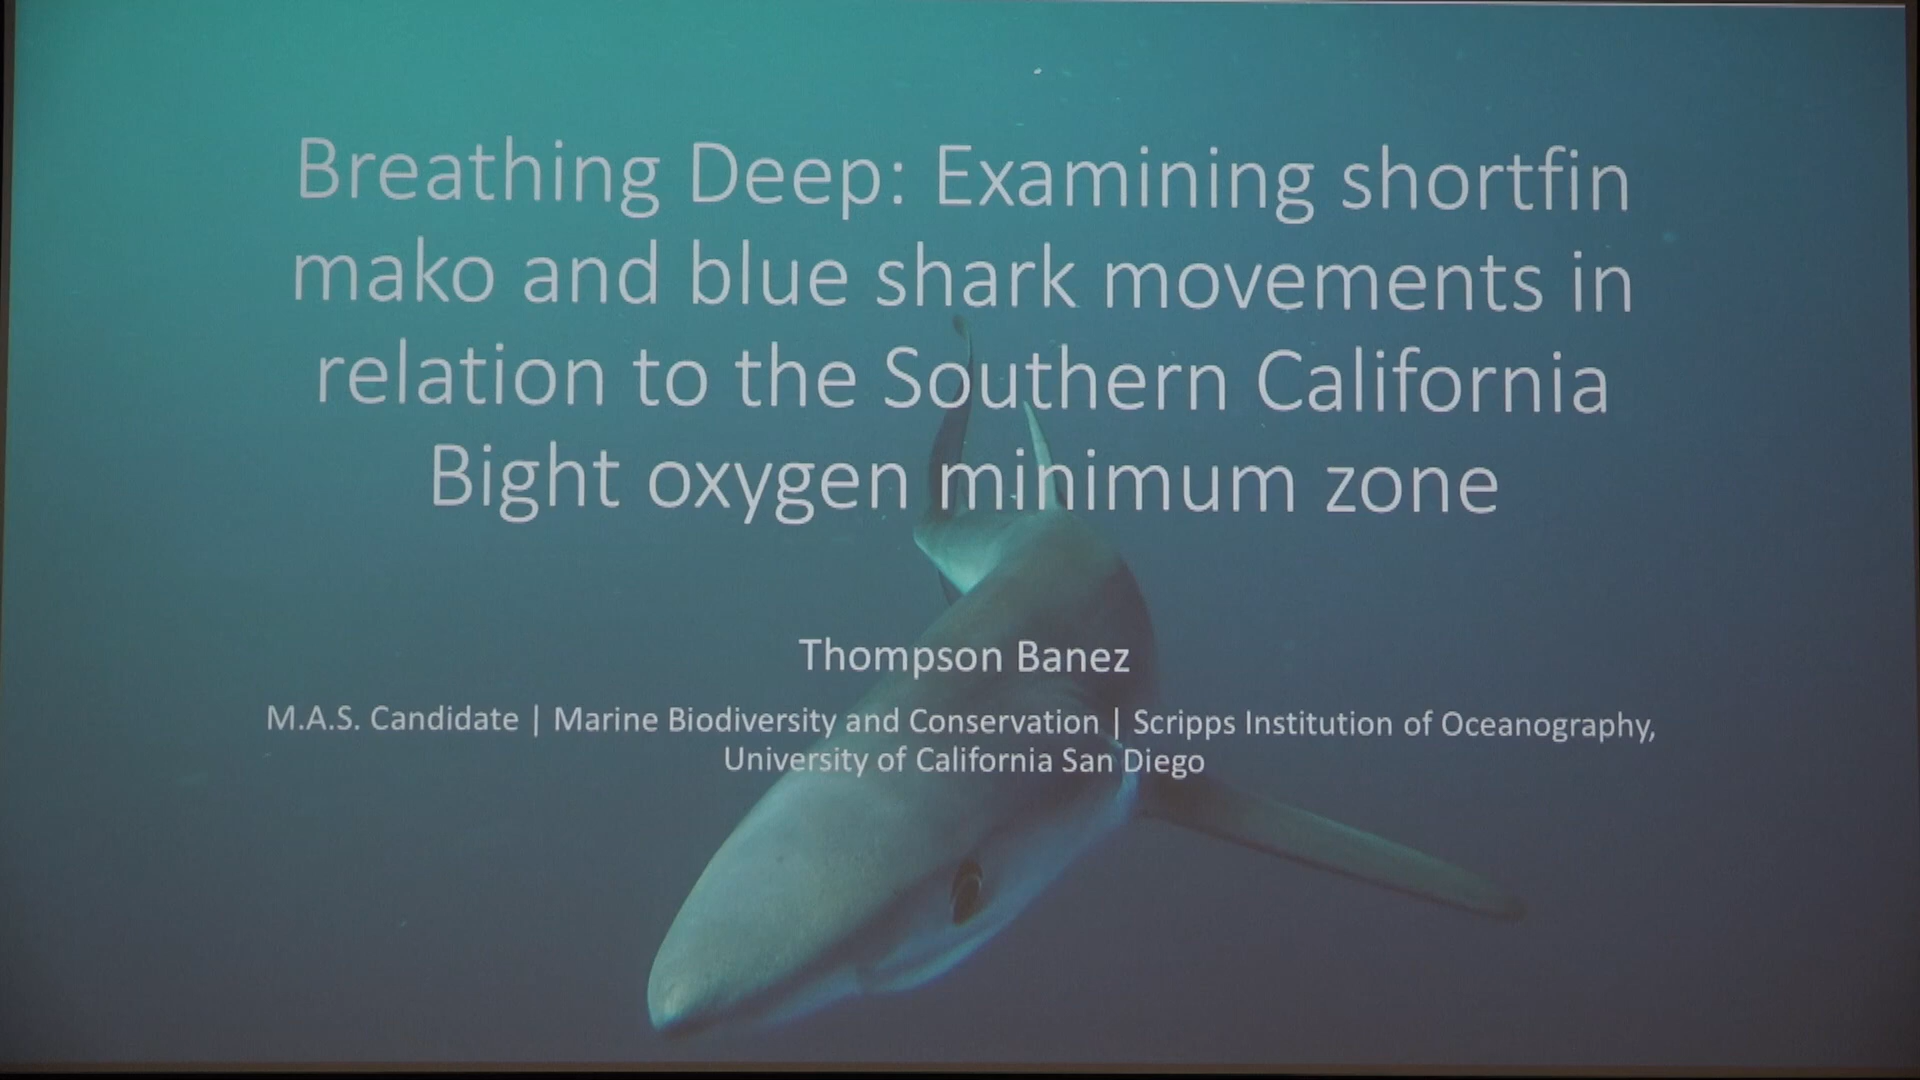 Breathing Deep: Examining shortfin
mako and blue shark movements in
relation to the Southern California
Bight oxygen minimum zone
Thompson Banez
M.A.S. Candidate | Marine Biodiversity and Conservation | Scripps Institution of Oceanography,
University of California San Diego